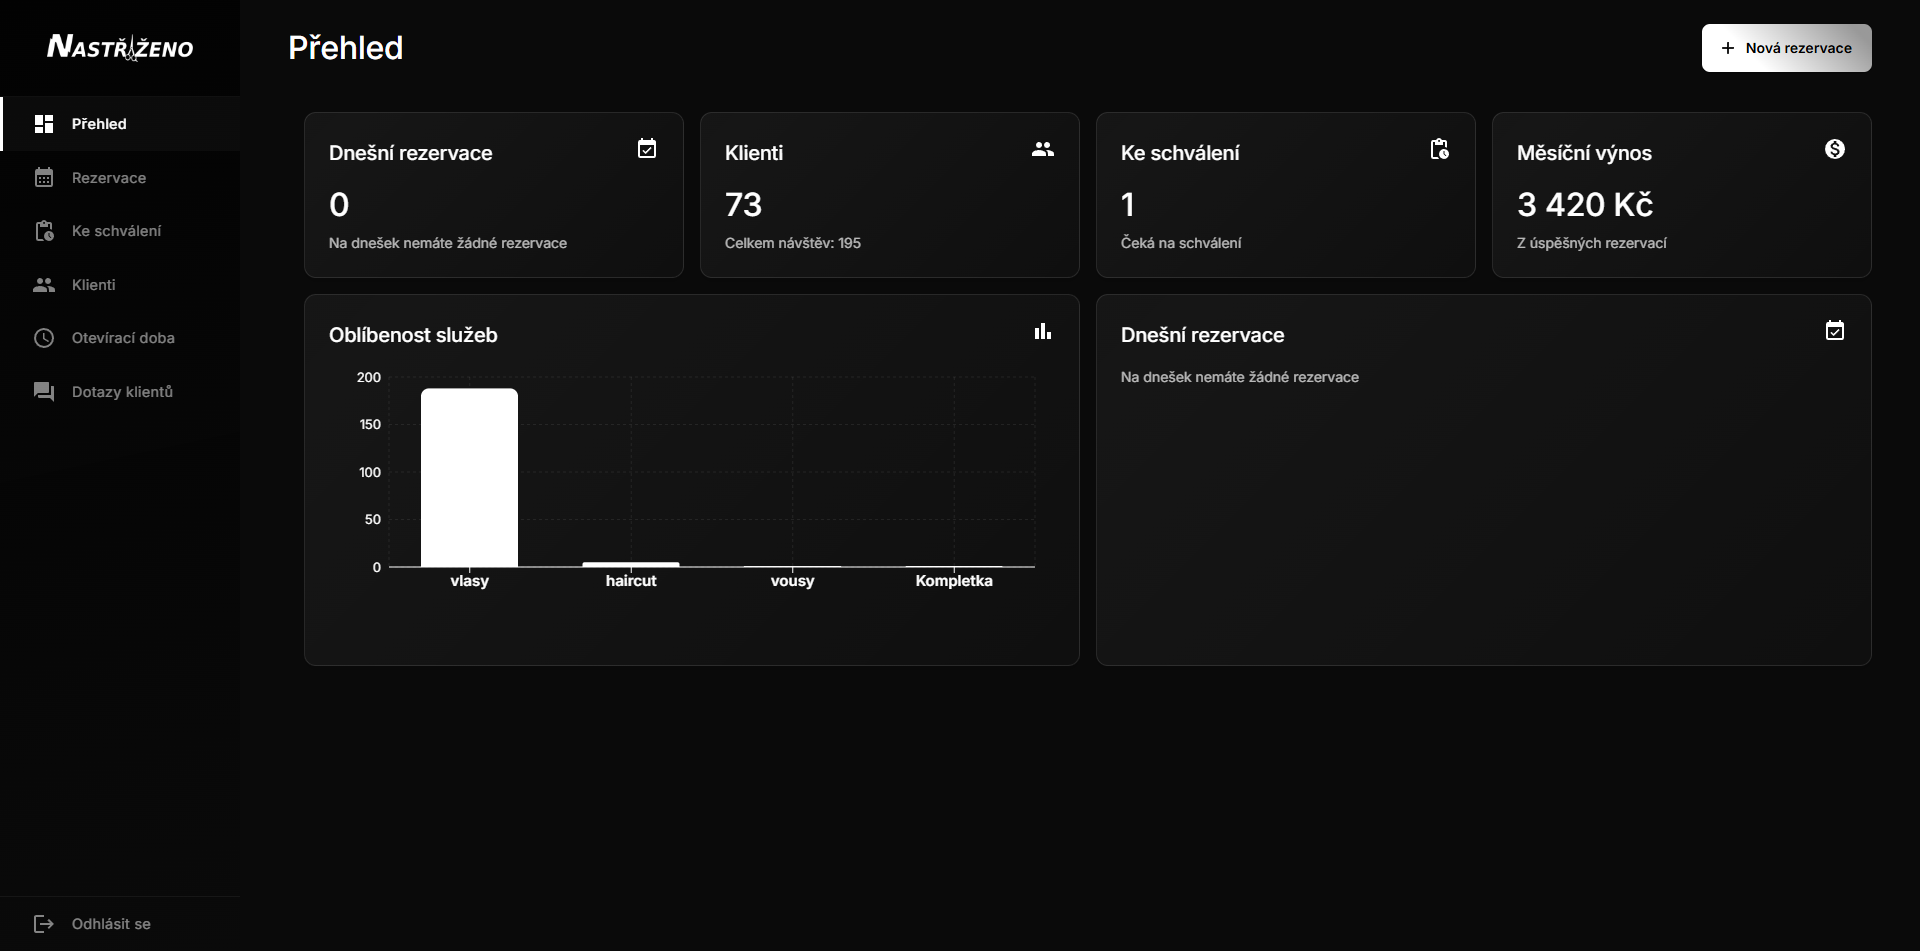 NASTŘIŽENO
Přehled
Rezervace
Ke schválení
Klienti
Otevírací doba
Dotazy klientů
Odhlásit se
Přehled
Nová rezervace
Dnešní rezervace
0
Na dnešek nemáte žádné rezervace
Klienti
73
Celkem návštěv: 195
Ke schválení
1
Čeká na schválení
Měsíční výnos
3 420 Kč
Z úspěšných rezervací
Oblíbenost služeb
200
150
100
50
0
vlasy
haircut
vousy
Kompletka
Dnešní rezervace
Na dnešek nemáte žádné rezervace